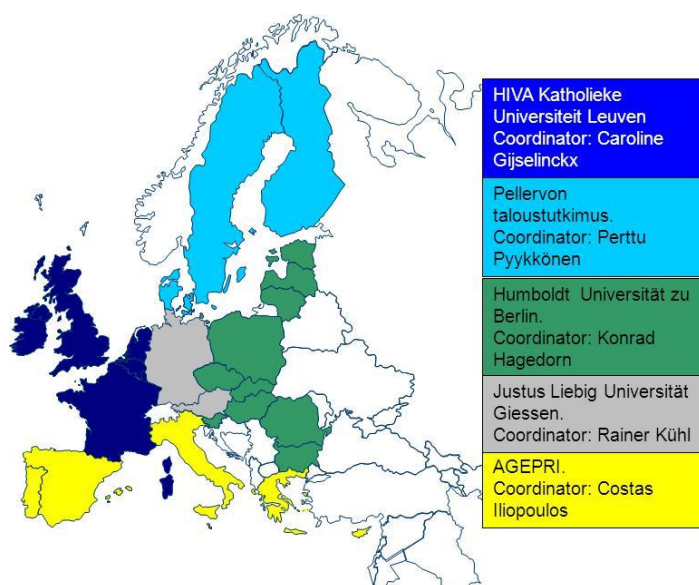 HIVA Katholieke
Universiteit Leuven
Coordinator: Caroline
Gijselinckx
Pellervon
taloustutkimus.
Coordinator: Perttu
Pyykkönen
Humboldt Universität zu
Berlin.
Coordinator: Konrad
Hagedorn
Justus Liebig Universität
Giessen.
Coordinator: Rainer Kühl
AGEPRI.
Coordinator: Costas
Iliopoulos